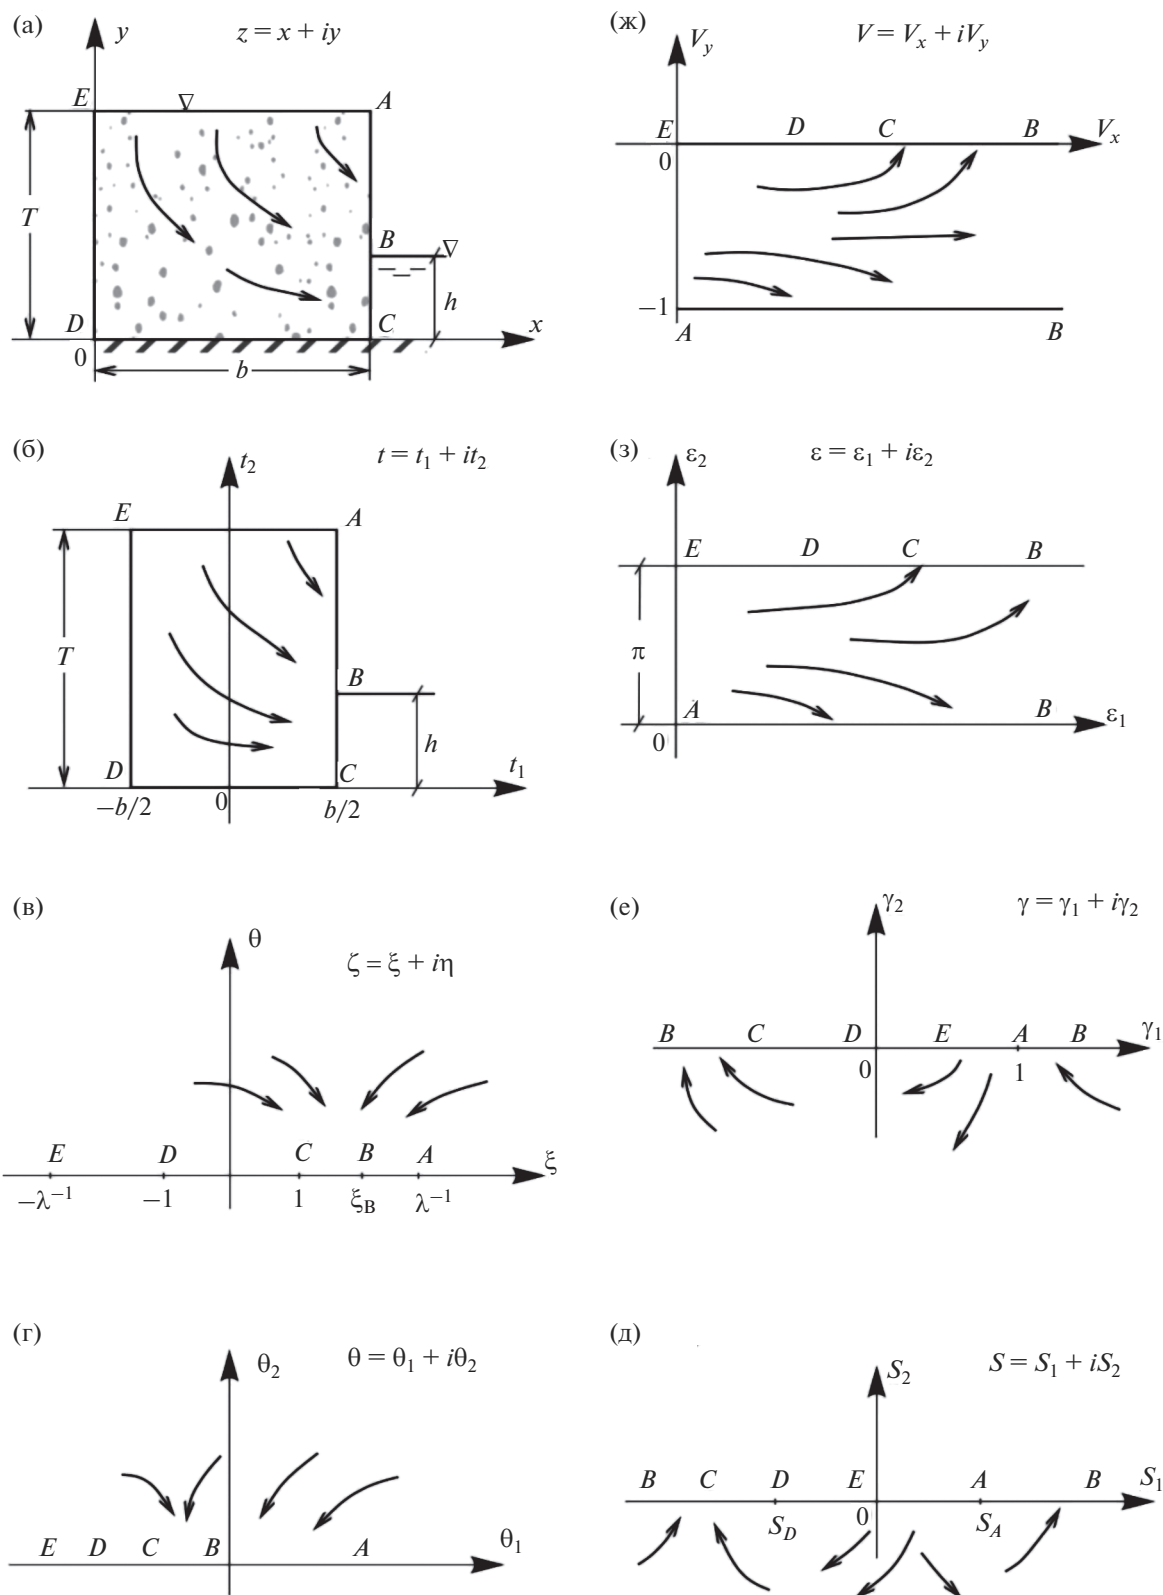 (а)
y
z = x + iy
E
∇
A
T
B
∇
h
D
C
x
0
b
(ж)
V_y
V = V_x + iV_y
E
D
C
B
V_x
0
−1
A
B
(б)
t_2
t = t_1 + it_2
E
A
T
B
h
D
C
t_1
−b/2
0
b/2
(з)
ε_2
ε = ε_1 + iε_2
E
D
C
B
π
A
B
ε_1
0
(в)
θ
ζ = ξ + iη
E
D
C
B
A
ξ
−λ^{−1}
−1
1
ξ_B
λ^{−1}
(е)
γ_2
γ = γ_1 + iγ_2
B
C
D
E
A
B
γ_1
0
1
(г)
θ_2
θ = θ_1 + iθ_2
E
D
C
B
A
θ_1
(д)
S_2
S = S_1 + iS_2
B
C
D
E
A
B
S_1
S_D
0
S_A